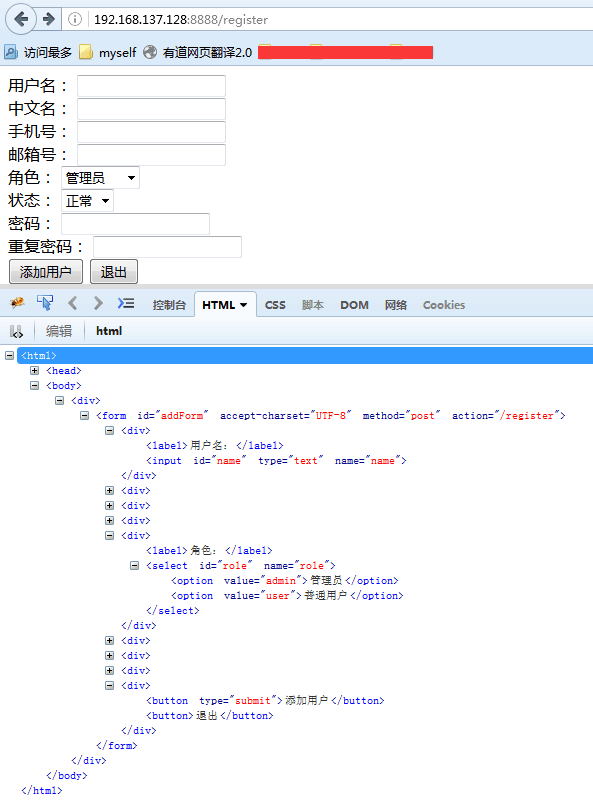 192.168.137.128:8888/register
访问最多 myself 有道网页翻译2.0
用户名：
中文名：
手机号：
邮箱号：
角色： 管理员
状态： 正常
密码：
重复密码：
添加用户 退出
控制台 HTML CSS 脚本 DOM 网络 Cookies
编辑 html
<html>
<head>
<body>
<div>
<form id="addForm" accept-charset="UTF-8" method="post" action="/register">
<div>
<label>用户名：</label>
<input id="name" type="text" name="name">
</div>
<div>
<div>
<div>
<div>
<label>角色：</label>
<select id="role" name="role">
<option value="admin">管理员</option>
<option value="user">普通用户</option>
</select>
</div>
<div>
<div>
<div>
<div>
<button type="submit">添加用户</button>
<button>退出</button>
</div>
</form>
</div>
</body>
</html>